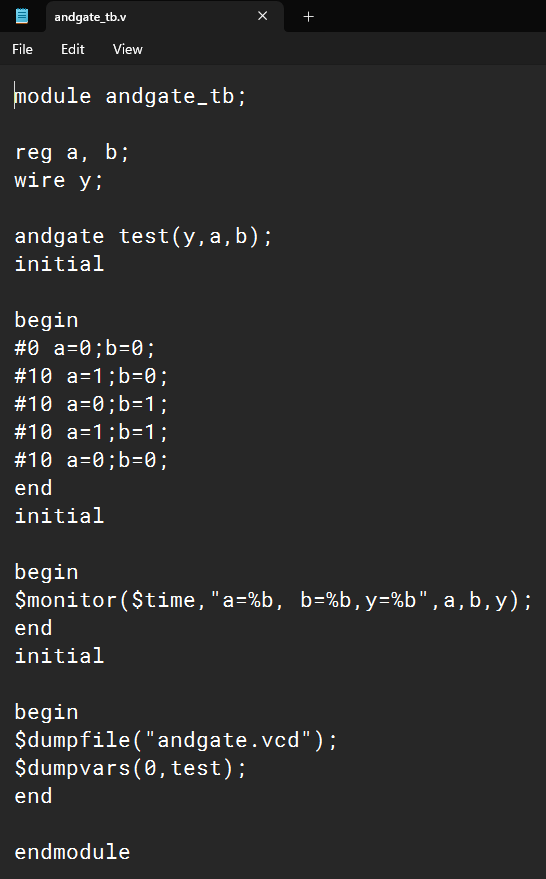 andgate_tb.v
File Edit View
module andgate_tb;
reg a, b;
wire y;
andgate test(y,a,b);
initial
begin
#0 a=0;b=0;
#10 a=1;b=0;
#10 a=0;b=1;
#10 a=1;b=1;
#10 a=0;b=0;
end
initial
begin
$monitor($time,"a=%b, b=%b,y=%b",a,b,y);
end
initial
begin
$dumpfile("andgate.vcd");
$dumpvars(0,test);
end
endmodule